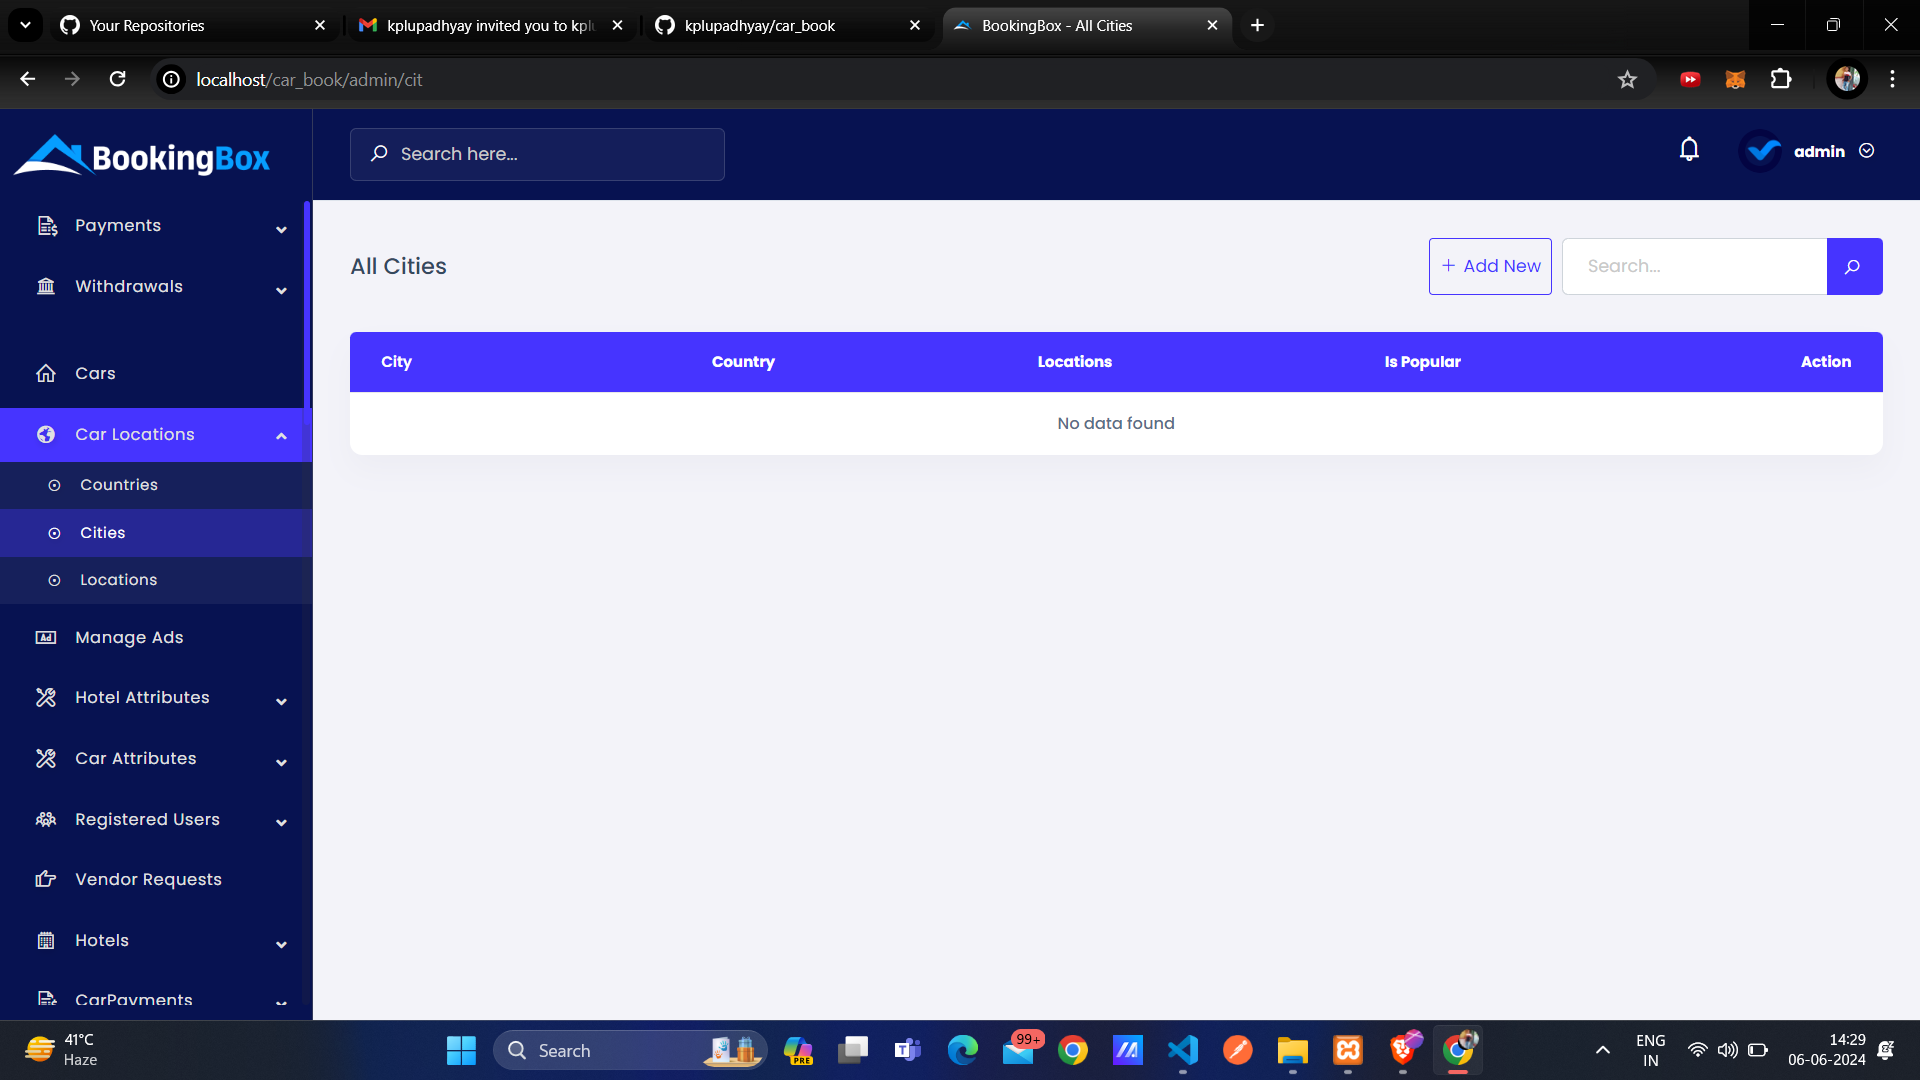 Your Repositories
kplupadhyay invited you to kplu
kplupadhyay/car_book
BookingBox - All Cities
localhost/car_book/admin/cit
BookingBox
Search here...
admin
Payments
Withdrawals
Cars
Car Locations
Countries
Cities
Locations
Manage Ads
Hotel Attributes
Car Attributes
Registered Users
Vendor Requests
Hotels
CarPayments
All Cities
+ Add New
Search...
City Country Locations Is Popular Action
No data found
41°C
Haze
Search
PRE
99+
ENG
IN
14:29
06-06-2024